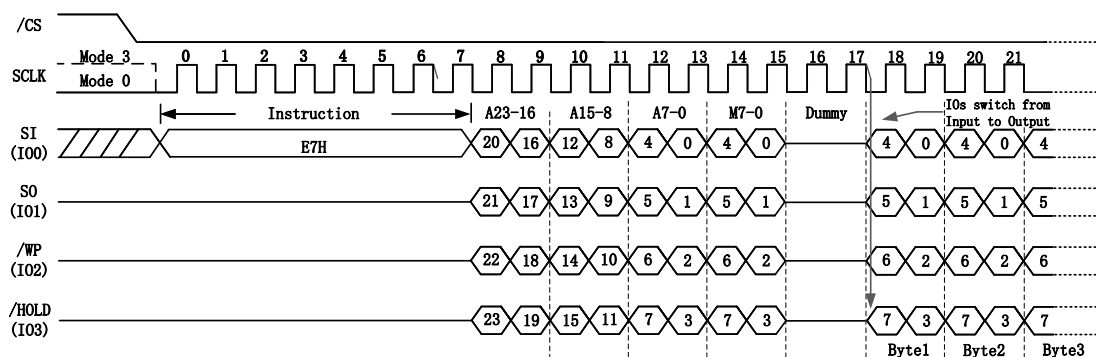 /CS
Mode 3 0 1 2 3 4 5 6 7 8 9 10 11 12 13 14 15 16 17 18 19 20 21
SCLK
Mode 0
Instruction A23-16 A15-8 A7-0 M7-0 Dummy IOs switch from
Input to Output
SI
(IO0)
E7H 20 16 12 8 4 0 4 0 4 0 4 0 4
SO
(IO1)
21 17 13 9 5 1 5 1 5 1 5 1 5
/WP
(IO2)
22 18 14 10 6 2 6 2 6 2 6 2 6
/HOLD
(IO3)
23 19 15 11 7 3 7 3 7 3 7 3 7
Byte1 Byte2 Byte3